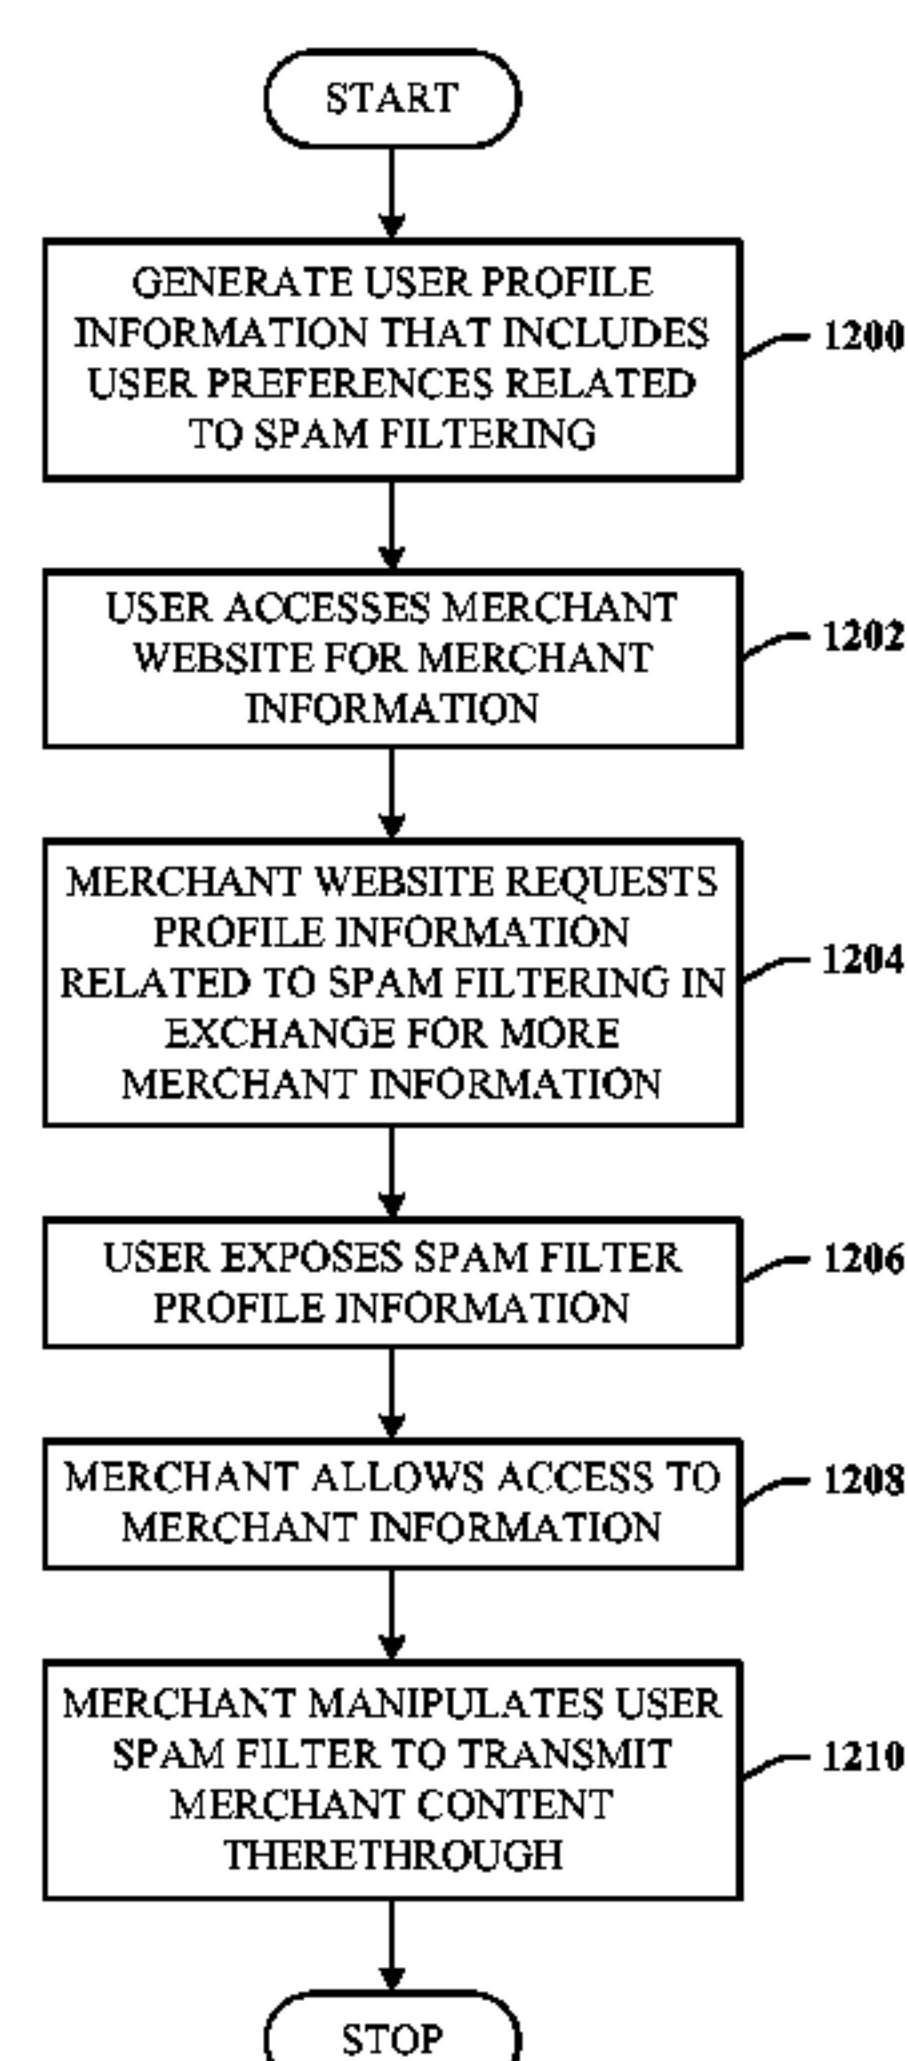 START
GENERATE USER PROFILE
INFORMATION THAT INCLUDES
USER PREFERENCES RELATED
TO SPAM FILTERING
1200
USER ACCESSES MERCHANT
WEBSITE FOR MERCHANT
INFORMATION
1202
MERCHANT WEBSITE REQUESTS
PROFILE INFORMATION
RELATED TO SPAM FILTERING IN
EXCHANGE FOR MORE
MERCHANT INFORMATION
1204
USER EXPOSES SPAM FILTER
PROFILE INFORMATION
1206
MERCHANT ALLOWS ACCESS TO
MERCHANT INFORMATION
1208
MERCHANT MANIPULATES USER
SPAM FILTER TO TRANSMIT
MERCHANT CONTENT
THERETHROUGH
1210
STOP